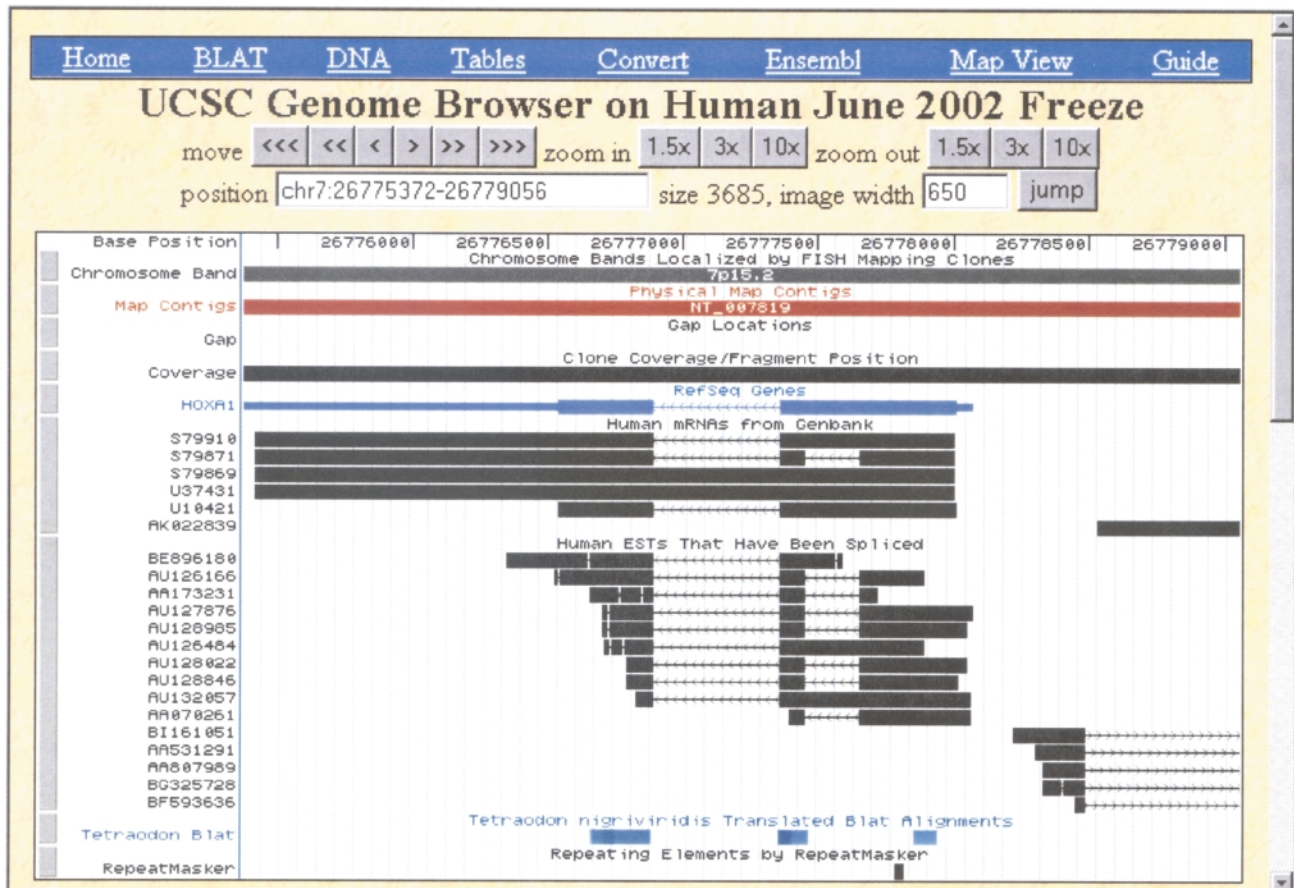 Home BLAT DNA Tables Convert Ensembl Map View Guide
UCSC Genome Browser on Human June 2002 Freeze
move <<< << < > >> >>> zoom in 1.5x 3x 10x zoom out 1.5x 3x 10x
position chr7:26775372-26779056 size 3685, image width 650 jump
Base Position | 26776000| 26776500| 26777000| 26777500| 26778000| 26778500| 26779000|
Chromosome Bands Localized by FISH Mapping Clones
Chromosome Band 7p15.2
Physical Map Contigs
Map Contigs NT_007819
Gap Locations
Gap
Clone Coverage/Fragment Position
Coverage
RefSeq Genes
HOXA1
Human mRNAs from Genbank
S79910
S79871
S79869
U37431
U10421
AK022839
Human ESTs That Have Been Spliced
BE896180
AU126166
AA173231
AU127876
AU128985
AU126484
AU128022
AU128846
AU132057
AA070261
BI161051
AA531291
AA807989
BG325728
BF593636
Tetraodon nigriviridis Translated Blat Alignments
Tetraodon Blat
Repeating Elements by RepeatMasker
RepeatMasker